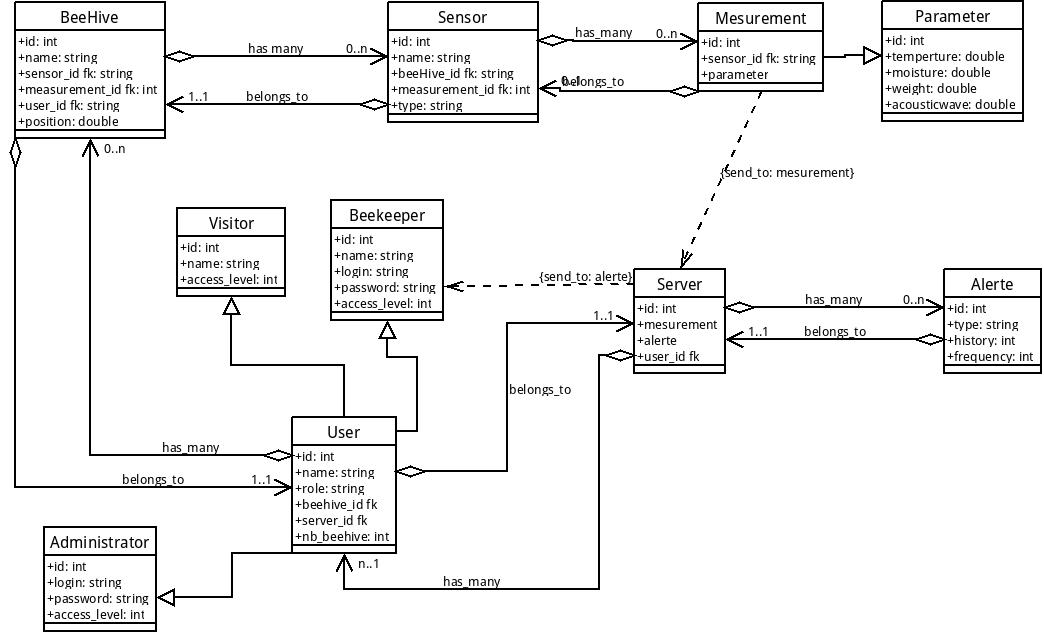 BeeHive
+id: int
+name: string
+sensor_id fk: string
+measurement_id fk: int
+user_id fk: string
+position: double
has many
0..n
1..1
belongs_to
Sensor
+id: int
+name: string
+beeHive_id fk: string
+measurement_id fk: int
+type: string
has_many
0..n
belongs_to
Mesurement
+id: int
+sensor_id fk: string
+parameter
Parameter
+id: int
+temperture: double
+moisture: double
+weight: double
+acousticwave: double
{send_to: mesurement}
0..n
Visitor
+id: int
+name: string
+access_level: int
Beekeeper
+id: int
+name: string
+login: string
+password: string
+access_level: int
{send_to: alerte}
Server
+id: int
+mesurement
+alerte
+user_id fk
has_many
0..n
1..1
belongs_to
Alerte
+id: int
+type: string
+history: int
+frequency: int
1..1
belongs_to
User
+id: int
+name: string
+role: string
+beehive_id fk
+server_id fk
+nb_beehive: int
has_many
belongs_to
1..1
Administrator
+id: int
+login: string
+password: string
+access_level: int
n..1
has_many